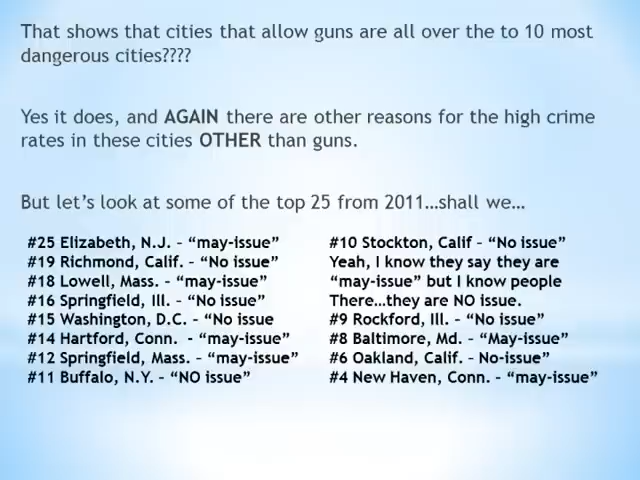 That shows that cities that allow guns are all over the to 10 most
dangerous cities????
Yes it does, and AGAIN there are other reasons for the high crime
rates in these cities OTHER than guns.
But let’s look at some of the top 25 from 2011…shall we…
#25 Elizabeth, N.J. – “may-issue”
#19 Richmond, Calif. – “No issue”
#18 Lowell, Mass. – “may-issue”
#16 Springfield, Ill. – “No issue”
#15 Washington, D.C. – “No issue
#14 Hartford, Conn. - “may-issue”
#12 Springfield, Mass. – “may-issue”
#11 Buffalo, N.Y. – “NO issue”
#10 Stockton, Calif – “No issue”
Yeah, I know they say they are
“may-issue” but I know people
There…they are NO issue.
#9 Rockford, Ill. – “No issue”
#8 Baltimore, Md. – “May-issue”
#6 Oakland, Calif. – No-issue”
#4 New Haven, Conn. – “may-issue”